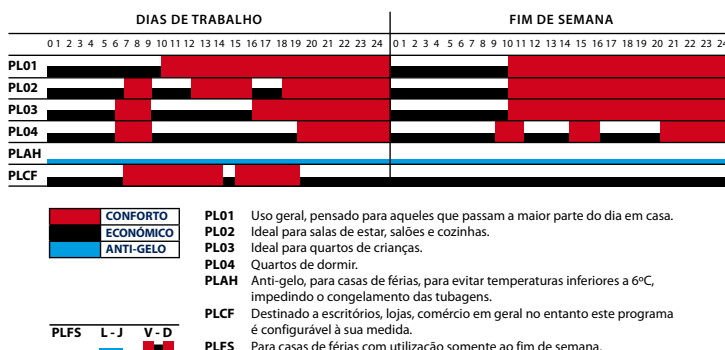 DIAS DE TRABALHO FIM DE SEMANA
0 1 2 3 4 5 6 7 8 9 10 11 12 13 14 15 16 17 18 19 20 21 22 23 24 0 1 2 3 4 5 6 7 8 9 10 11 12 13 14 15 16 17 18 19 20 21 22 23 24
PL01
PL02
PL03
PL04
PLAH
PLCF
CONFORTO
ECONÓMICO
ANTI-GELO
PL01 Uso geral, pensado para aqueles que passam a maior parte do dia em casa.
PL02 Ideal para salas de estar, salões e cozinhas.
PL03 Ideal para quartos de crianças.
PL04 Quartos de dormir.
PLAH Anti-gelo, para casas de férias, para evitar temperaturas inferiores a 6ºC,
impedindo o congelamento das tubagens.
PLCF Destinado a escritórios, lojas, comércio em geral no entanto este programa
é configurável à sua medida.
PLFS L - J V - D
PLFS Para casas de férias com utilização somente ao fim de semana.